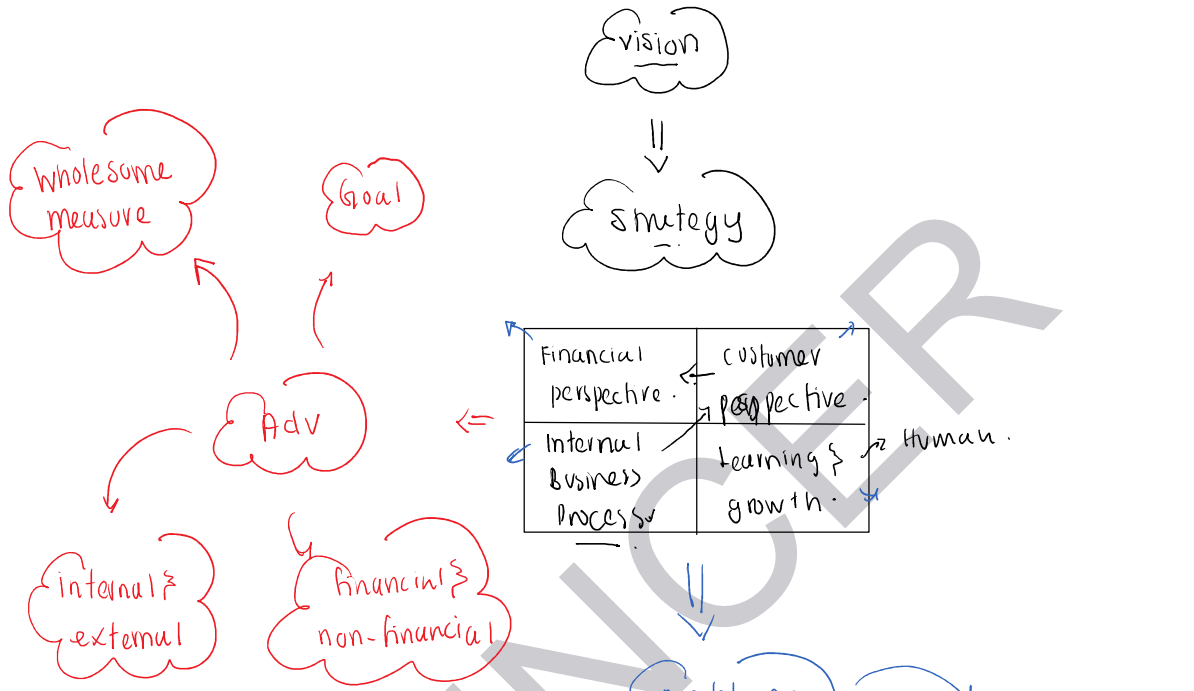 vision
Strategy
Wholesome
measure
Goal
Adv
internal &
external
financial &
non-financial
Financial
perspective.
customer
perspective.
Internal
Business
Process.
Learning &
growth.
Human.
NCER